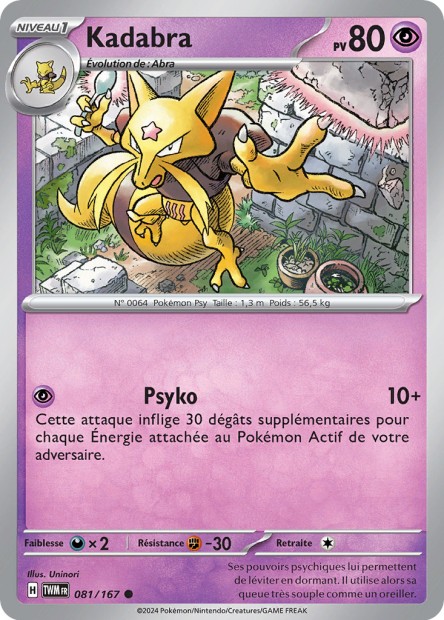 NIVEAU 1
Kadabra
PV 80
Évolution de : Abra
N° 0064 Pokémon Psy Taille : 1,3 m Poids : 56,5 kg
Psyko 10+
Cette attaque inflige 30 dégâts supplémentaires pour
chaque Énergie attachée au Pokémon Actif de votre
adversaire.
Faiblesse ×2 Résistance -30 Retraite
Illus. Uninori
H TWM FR 081/167
Ses pouvoirs psychiques lui permettent
de léviter en dormant. Il utilise alors sa
queue très souple comme un oreiller.
©2024 Pokémon/Nintendo/Creatures/GAME FREAK